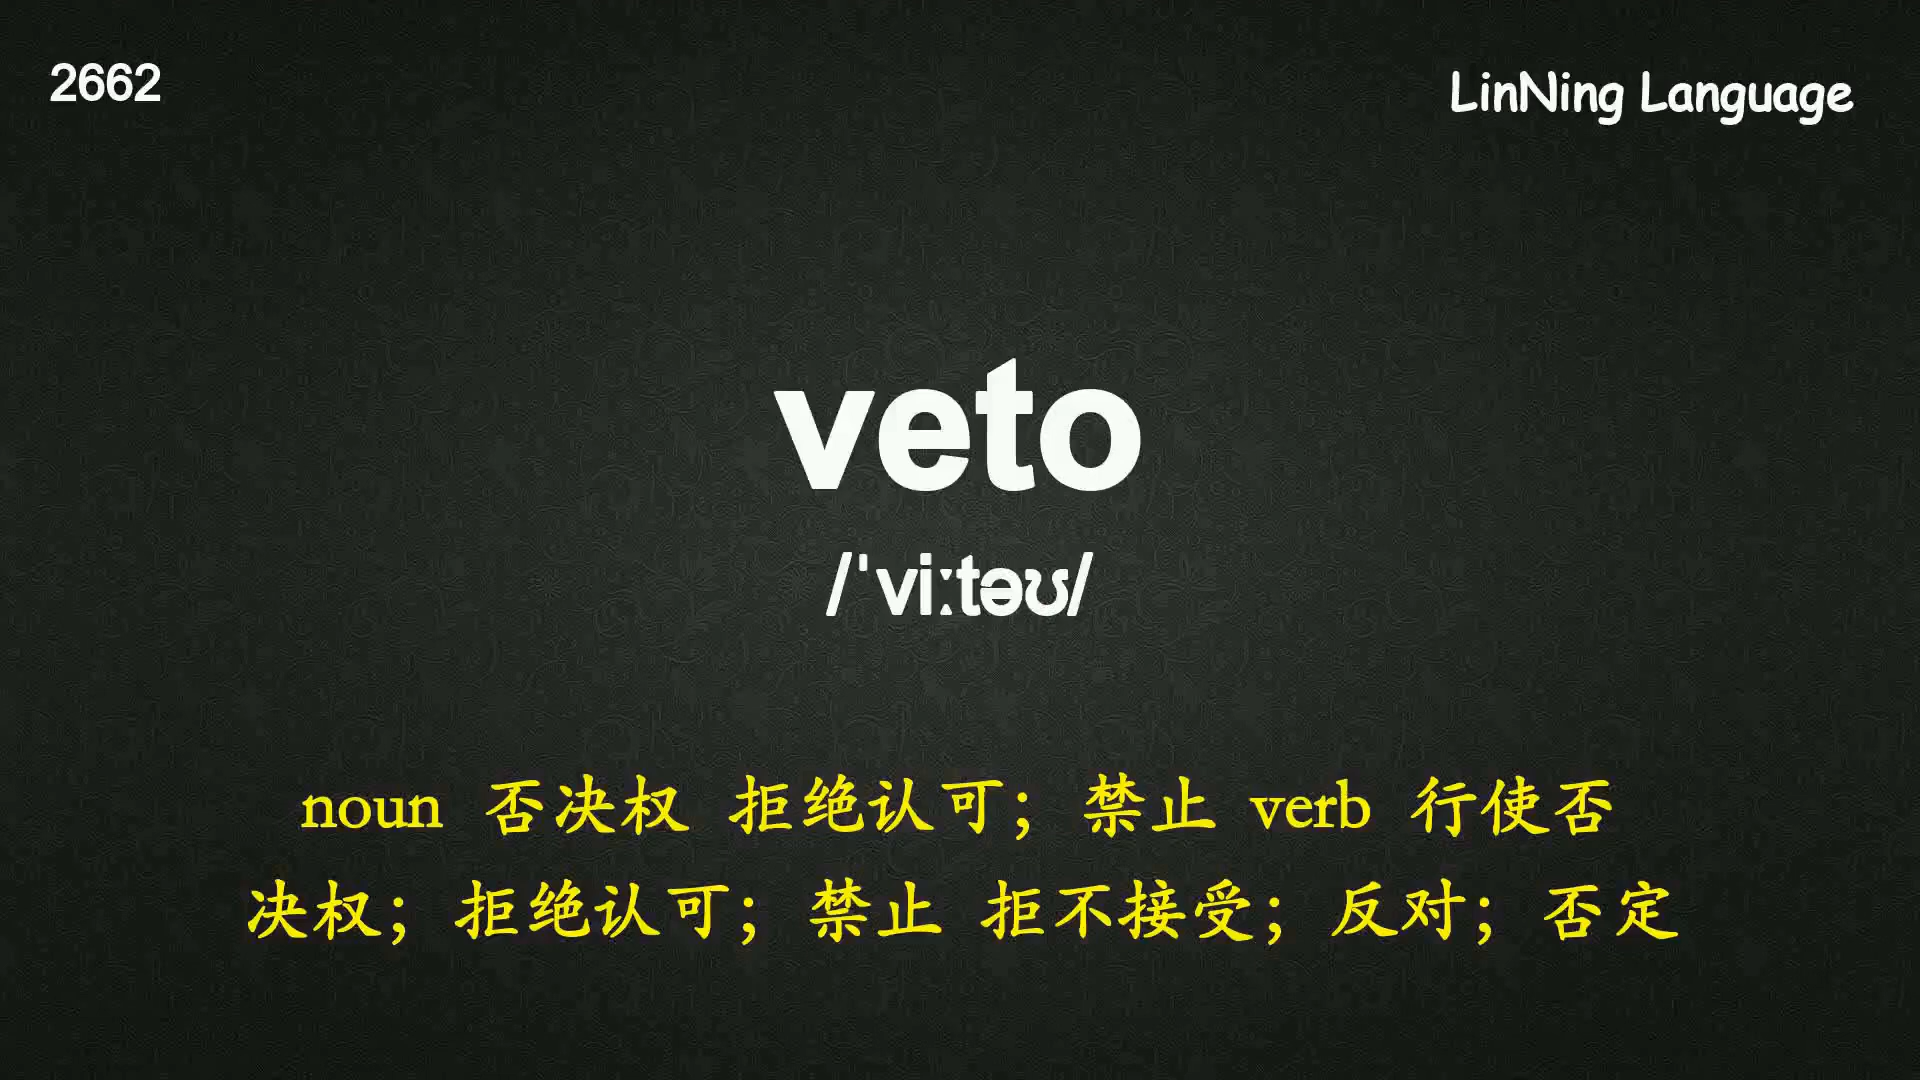 2662
LinNing Language
veto
/ˈviːtəʊ/
noun 否决权 拒绝认可；禁止 verb 行使否
决权；拒绝认可；禁止 拒不接受；反对；否定